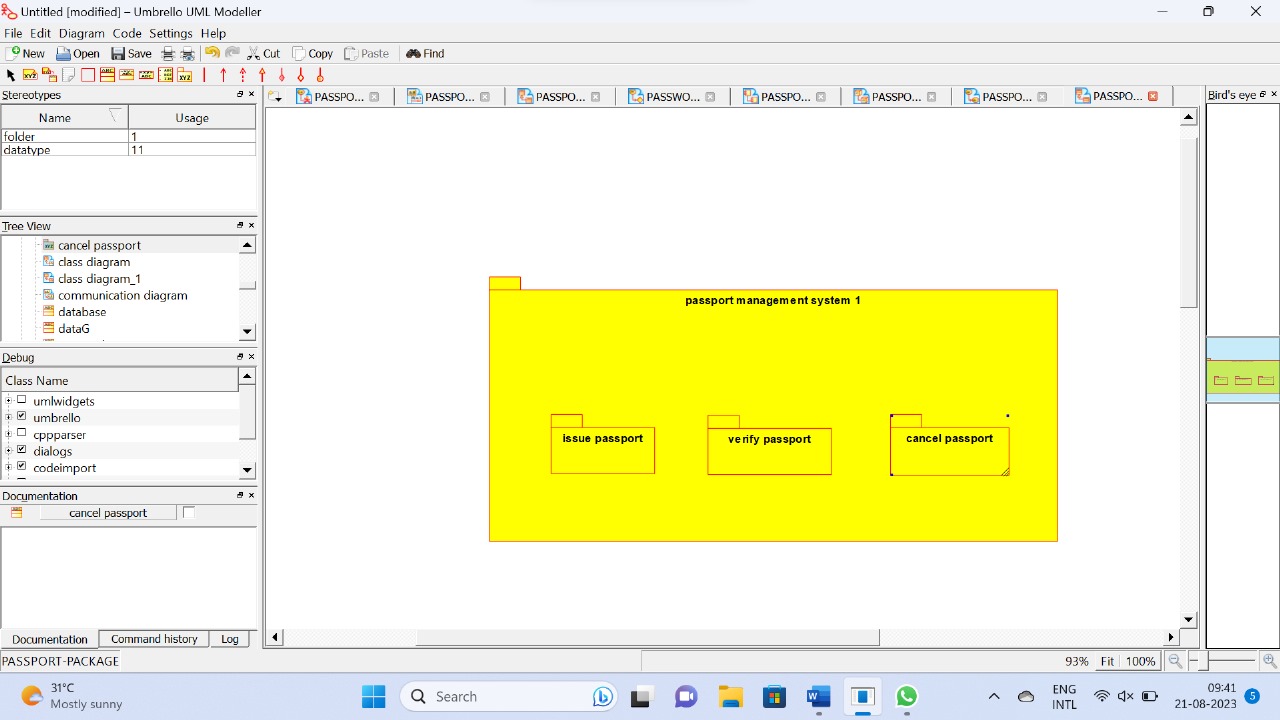 Untitled [modified] – Umbrello UML Modeller
File Edit Diagram Code Settings Help
New Open Save Cut Copy Paste Find
Stereotypes
Name Usage
folder 1
datatype 11
Tree View
cancel passport
class diagram
class diagram_1
communication diagram
database
dataG
Debug
Class Name
umlwidgets
umbrello
cppparser
dialogs
codeimport
Documentation
cancel passport
Documentation Command history Log
PASSPORT-PACKAGE
PASSPO... PASSPO... PASSPO... PASSWO... PASSPO... PASSPO... PASSPO... PASSPO...
passport management system 1
issue passport verify passport cancel passport
Bird's eye
93% Fit 100%
31°C
Mostly sunny
Search
ENG
INTL
09:41
21-08-2023
5